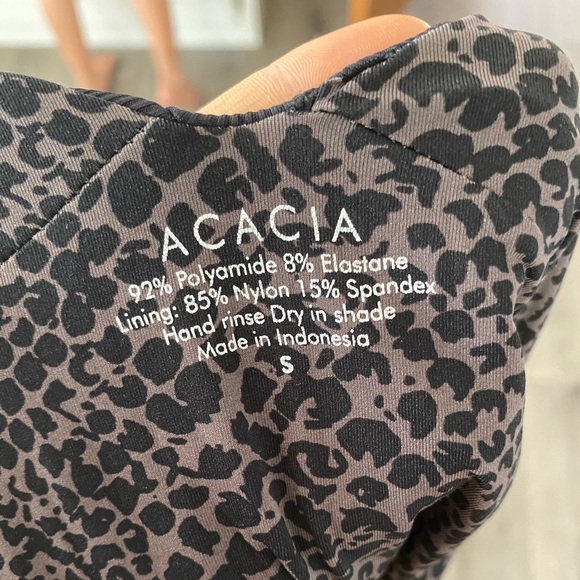 ACACIA
92% Polyamide 8% Elastane
Lining: 85% Nylon 15% Spandex
Hand rinse Dry in shade
Made in Indonesia
S